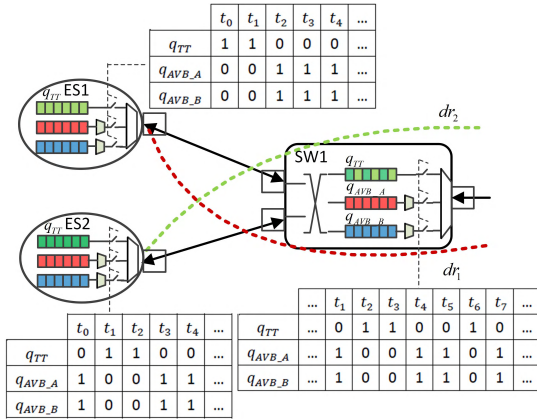 t0 t1 t2 t3 t4 ...
qTT 1 1 0 0 0 ...
qAVB_A 0 0 1 1 1 ...
qAVB_B 0 0 1 1 1 ...
qTT ES1
dr2
SW1
qTT
qAVB_A
qAVB_B
qTT ES2
dr1
... t1 t2 t3 t4 t5 t6 t7 ...
qTT ... 0 1 1 0 0 1 0 ...
qAVB_A ... 1 0 0 1 1 0 1 ...
qAVB_B ... 1 0 0 1 1 0 1 ...
t0 t1 t2 t3 t4 ...
qTT 0 1 1 0 0 ...
qAVB_A 1 0 0 1 1 ...
qAVB_B 1 0 0 1 1 ...